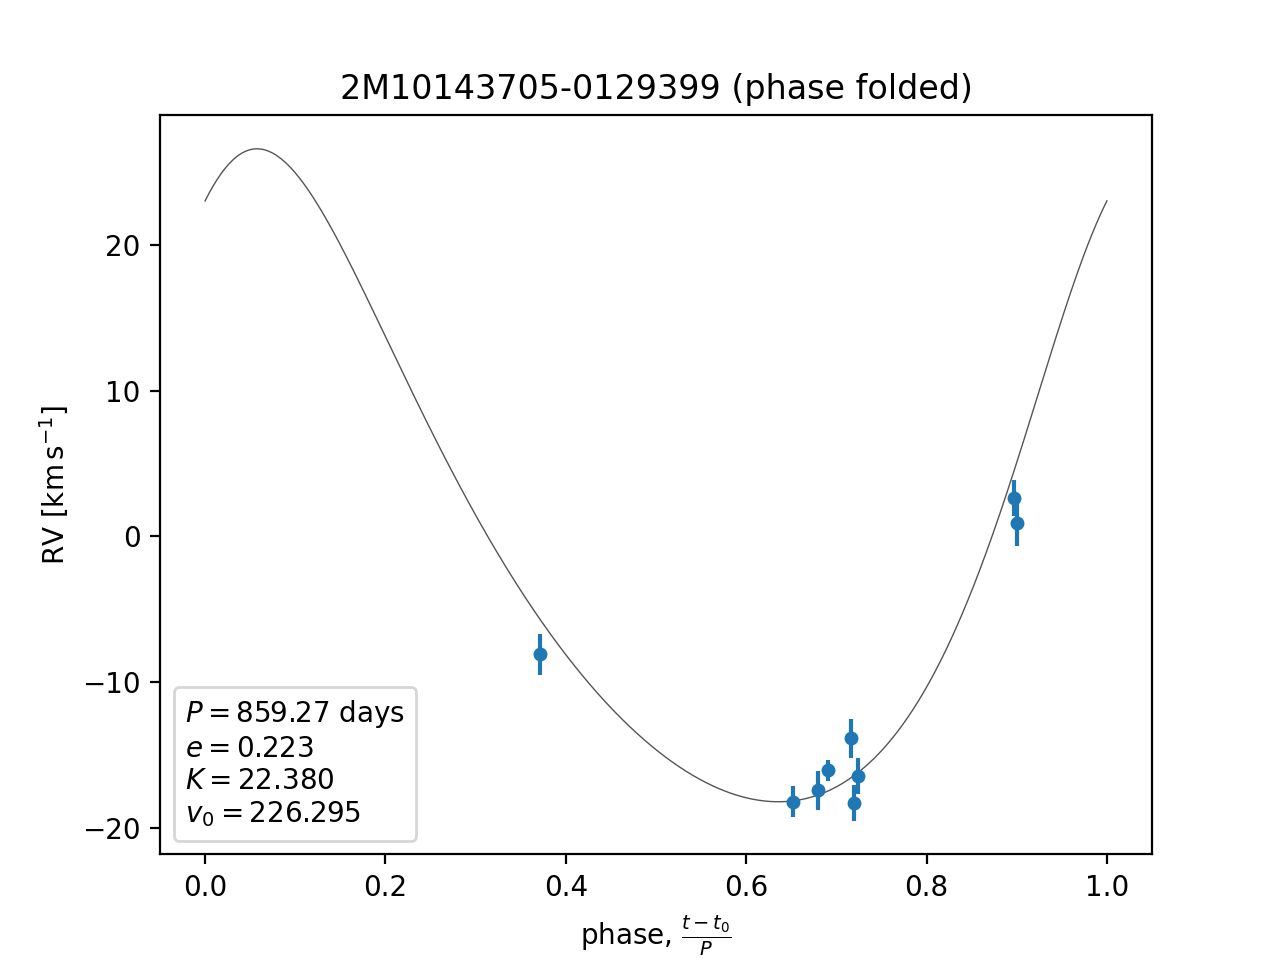 2M10143705-0129399 (phase folded)
RV [km s⁻¹]
20
10
0
−10
−20
P = 859.27 days
e = 0.223
K = 22.380
v₀ = 226.295
0.0 0.2 0.4 0.6 0.8 1.0
phase, (t − t₀)/P